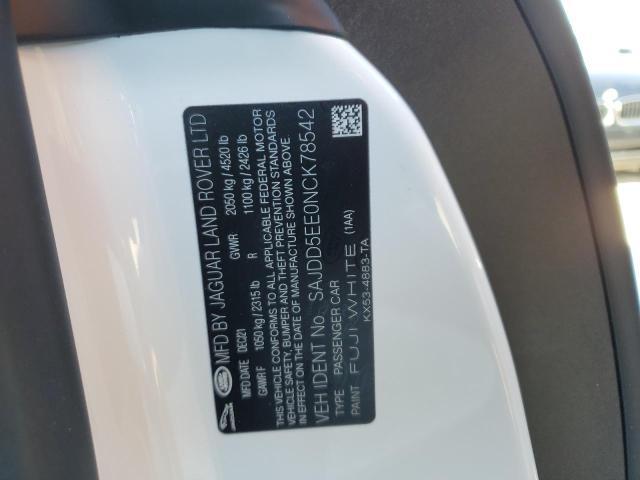 MFD BY JAGUAR LAND ROVER LTD
MFD DATE DEC/21 GVWR 2050 kg / 4520 lb
GAWR F 1050 kg / 2315 lb R 1100 kg / 2426 lb
THIS VEHICLE CONFORMS TO ALL APPLICABLE FEDERAL MOTOR
VEHICLE SAFETY, BUMPER AND THEFT PREVENTION STANDARDS
IN EFFECT ON THE DATE OF MANUFACTURE SHOWN ABOVE.
VEH IDENT No. SAJDD5EE0NCK78542
TYPE PASSENGER CAR
PAINT FUJI WHITE (1AA)
KX53-4883-TA